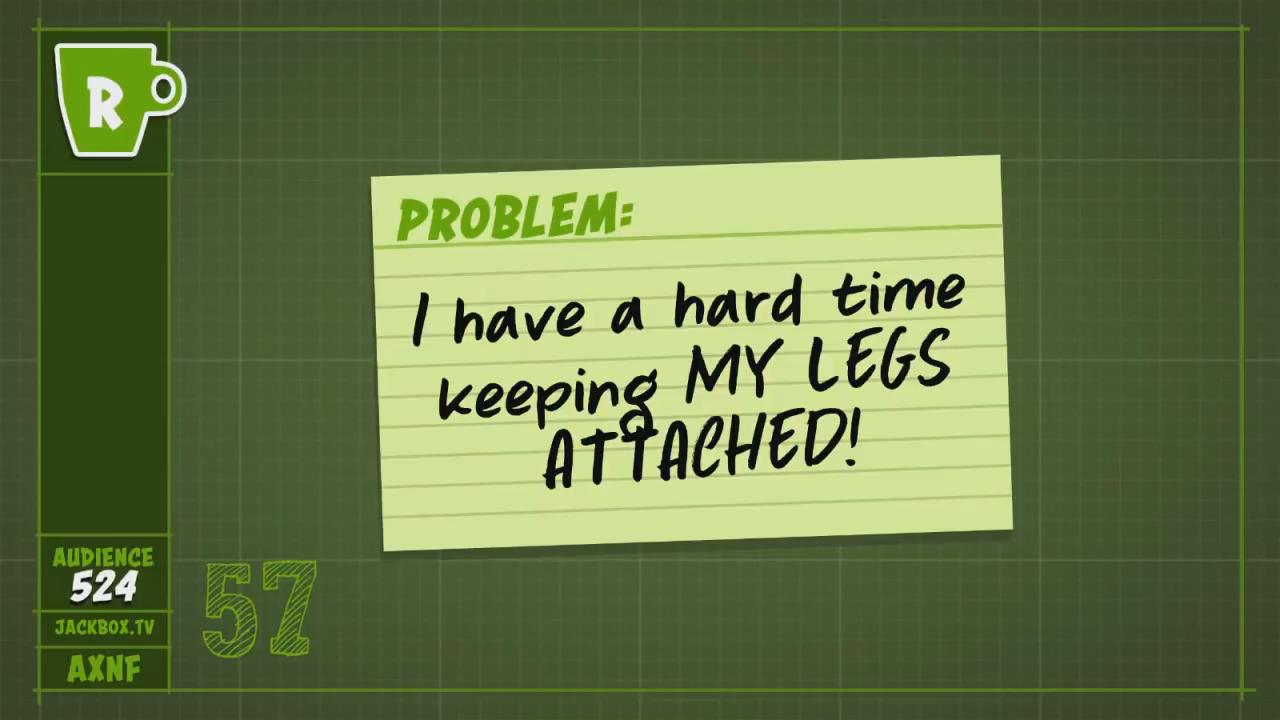 R
PROBLEM:
I have a hard time
keeping MY LEGS
ATTACHED!
AUDIENCE
524
JACKBOX.TV
AXNF
57